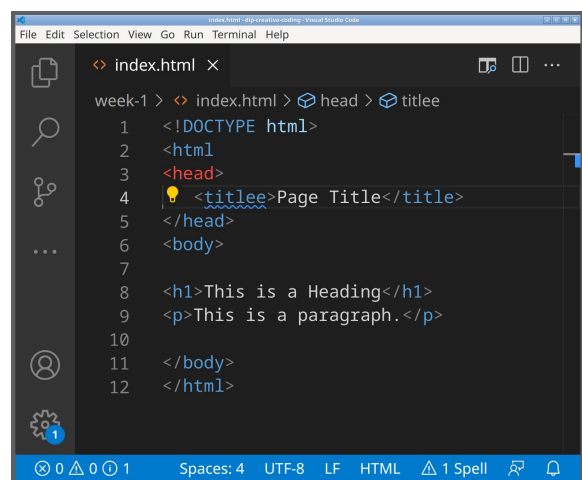 index.html - dip-creative-coding - Visual Studio Code
File Edit Selection View Go Run Terminal Help
index.html
week-1 > index.html > head > titlee
1 <!DOCTYPE html>
2 <html
3 <head>
4 <titlee>Page Title</title>
5 </head>
6 <body>
7
8 <h1>This is a Heading</h1>
9 <p>This is a paragraph.</p>
10
11 </body>
12 </html>
1
0 0 1 Spaces: 4 UTF-8 LF HTML 1 Spell